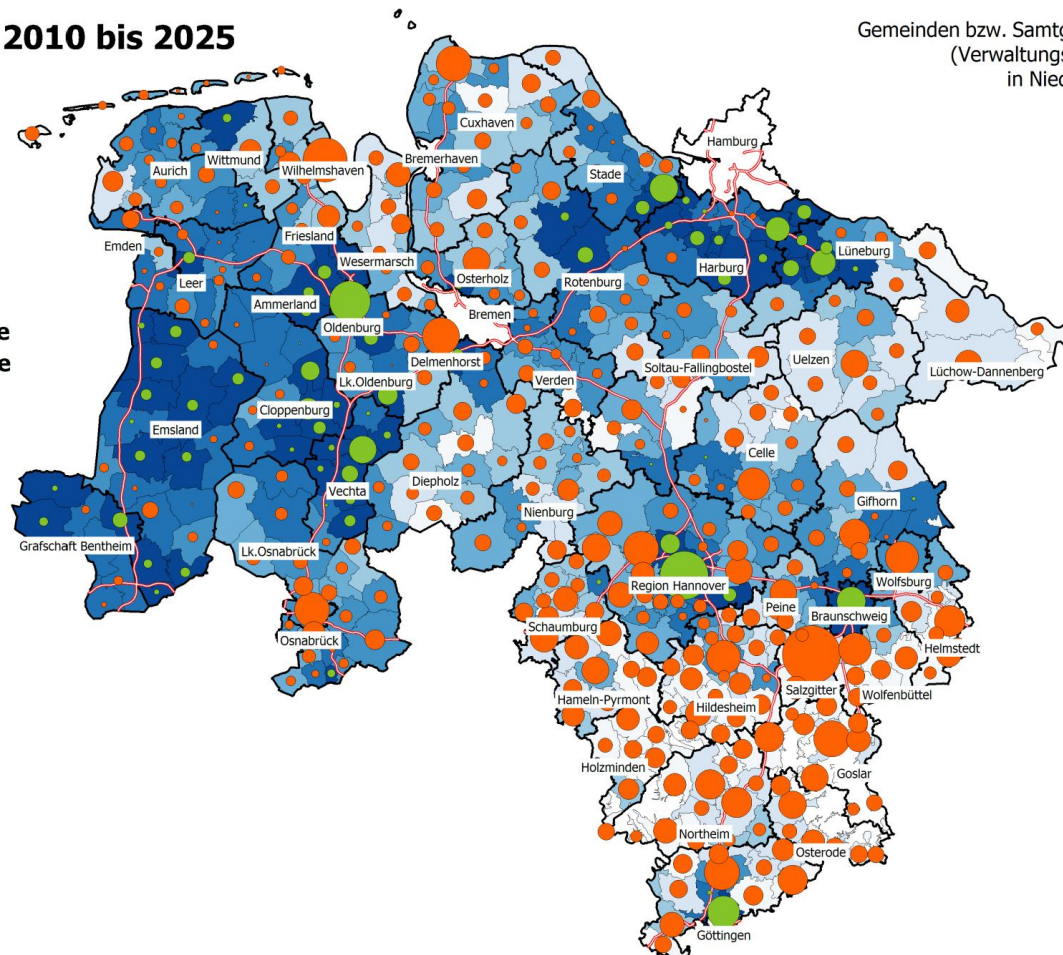 2010 bis 2025
Gemeinden bzw. Samtg
(Verwaltungs
in Nied
e
e
Hamburg
Cuxhaven
Bremerhaven
Aurich
Wittmund
Wilhelmshaven
Stade
Emden
Friesland
Wesermarsch
Leer
Osterholz
Rotenburg
Harburg
Lüneburg
Ammerland
Oldenburg
Bremen
Delmenhorst
Lk.Oldenburg
Verden
Soltau-Fallingbostel
Uelzen
Lüchow-Dannenberg
Cloppenburg
Emsland
Celle
Vechta
Diepholz
Nienburg
Gifhorn
Grafschaft Bentheim
Lk.Osnabrück
Region Hannover
Wolfsburg
Peine
Braunschweig
Osnabrück
Schaumburg
Helmstedt
Salzgitter
Wolfenbüttel
Hameln-Pyrmont
Hildesheim
Holzminden
Goslar
Northeim
Osterode
Göttingen